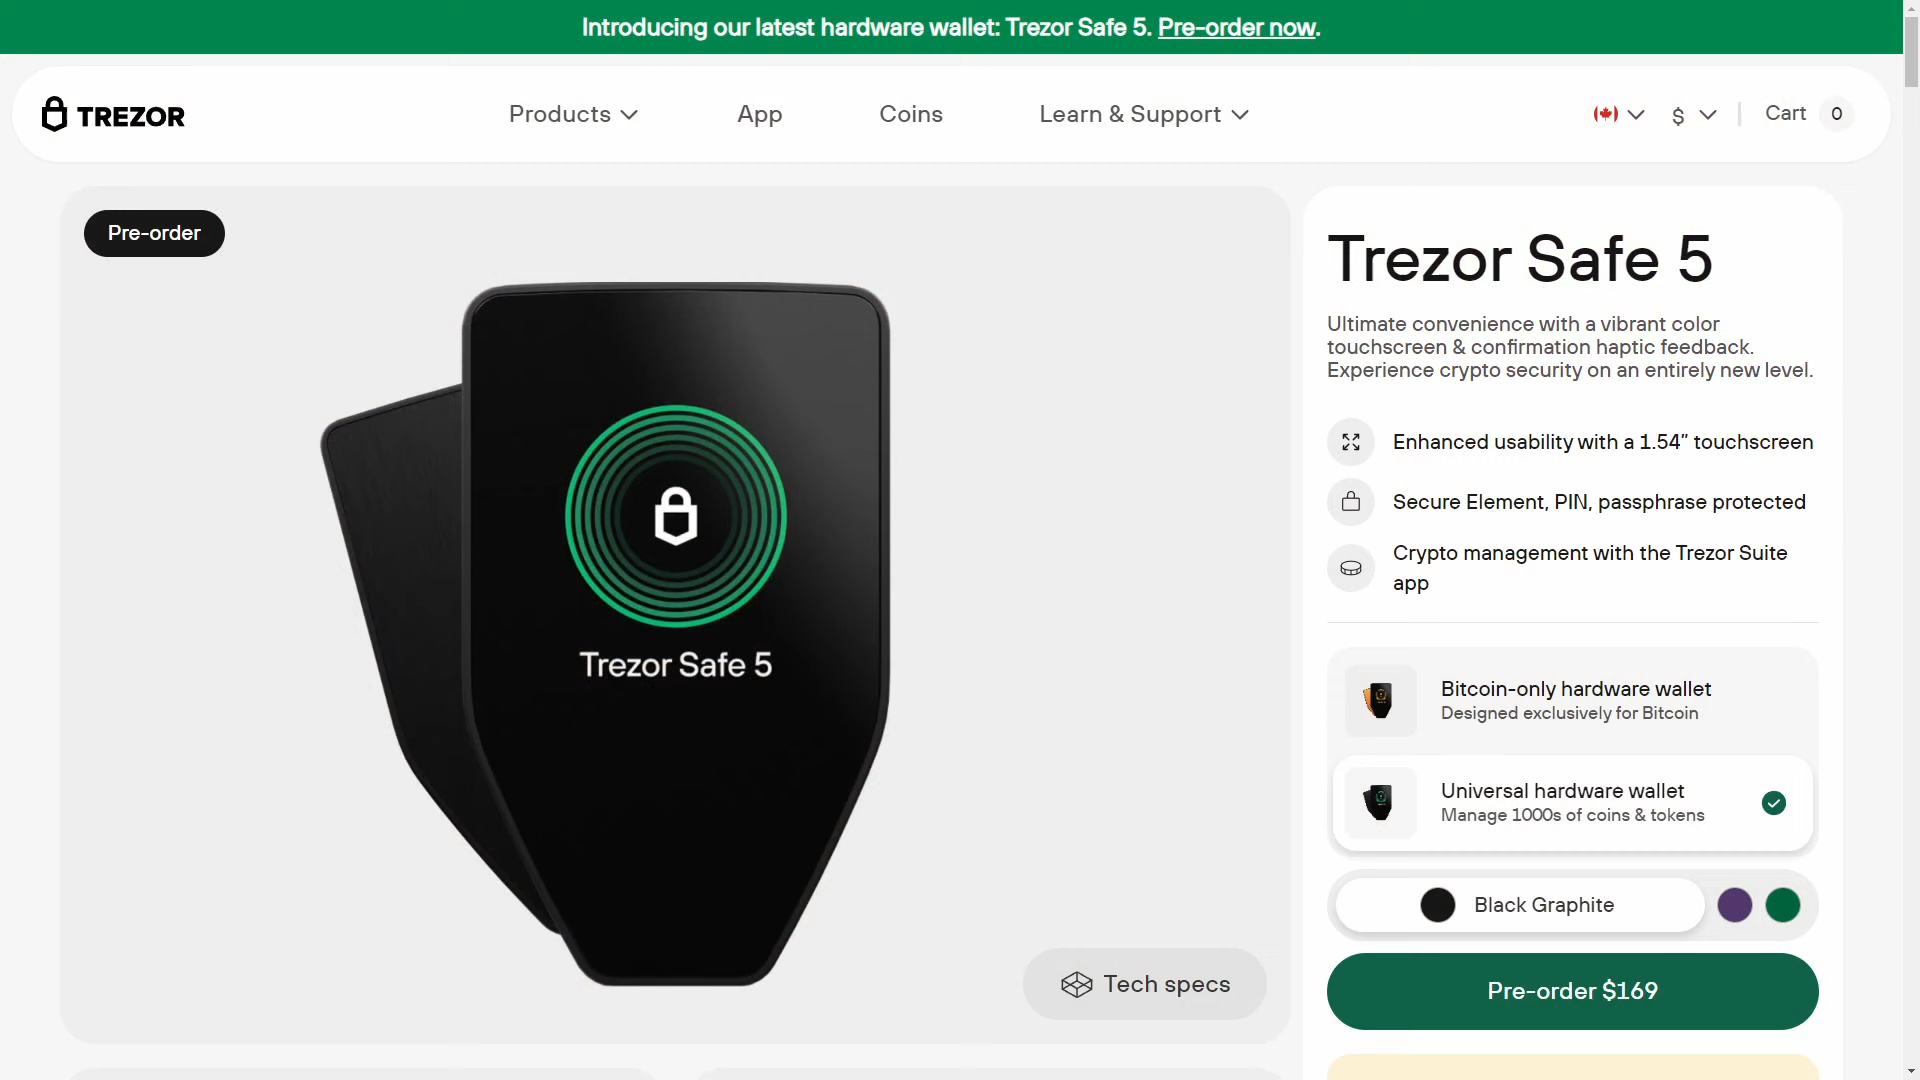 Introducing our latest hardware wallet: Trezor Safe 5. Pre-order now.
TREZOR
Products
App
Coins
Learn & Support
$
Cart
0
Pre-order
Trezor Safe 5
Tech specs
Trezor Safe 5
Ultimate convenience with a vibrant color
touchscreen & confirmation haptic feedback.
Experience crypto security on an entirely new level.
Enhanced usability with a 1.54” touchscreen
Secure Element, PIN, passphrase protected
Crypto management with the Trezor Suite
app
Bitcoin-only hardware wallet
Designed exclusively for Bitcoin
Universal hardware wallet
Manage 1000s of coins & tokens
Black Graphite
Pre-order $169